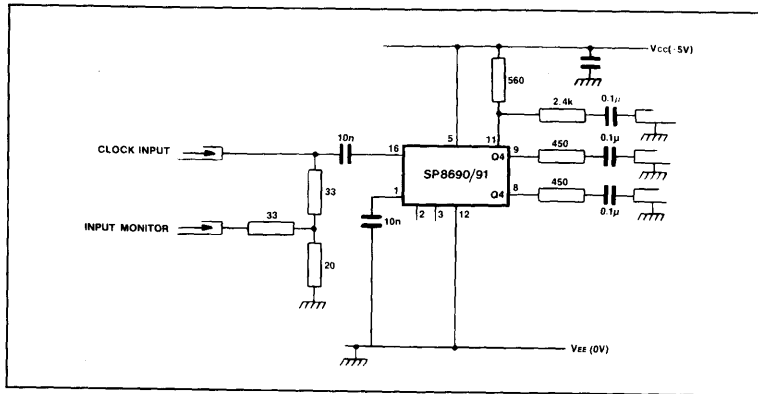 VCC(·5V)
560
2.4k
0.1µ
10n
5
11
CLOCK INPUT
16
Q4
9
450
0.1µ
SP8690/91
33
1
Q4
8
450
0.1µ
33
2
3
12
INPUT MONITOR
10n
20
VEE (0V)